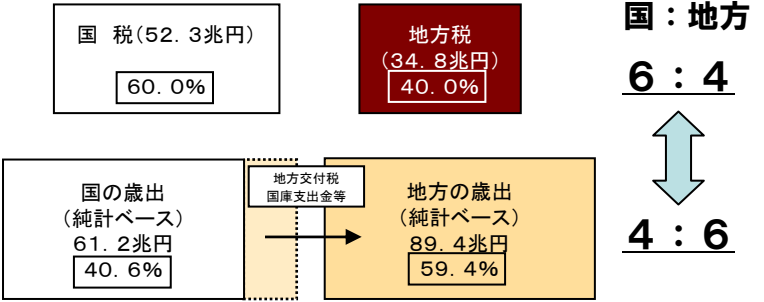 国　税(52．3兆円)
60．0%
地方税
(34．8兆円)
40．0%
国：地方
6：4
国の歳出
(純計ベース)
61．2兆円
40．6%
地方交付税
国庫支出金等
地方の歳出
(純計ベース)
89．4兆円
59．4%
4：6